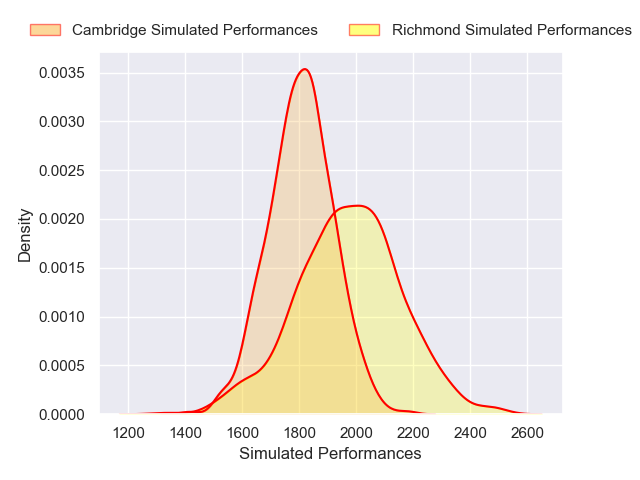 Cambridge Simulated Performances
Richmond Simulated Performances
0.0035
0.0030
0.0025
0.0020
0.0015
0.0010
0.0005
0.0000
Density
1200 1400 1600 1800 2000 2200 2400 2600
Simulated Performances